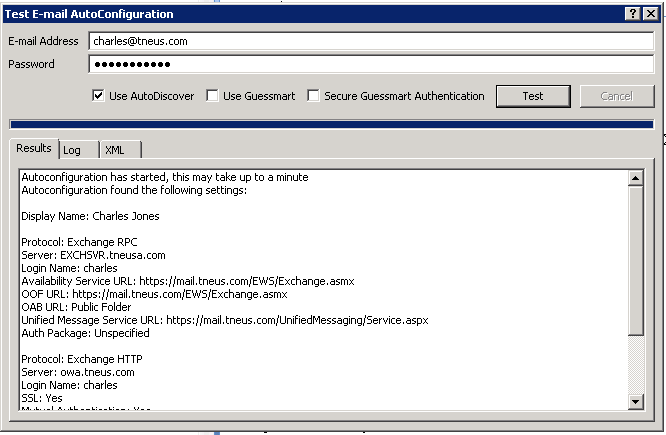 Test E-mail AutoConfiguration
E-mail Address charles@tneus.com
Password ●●●●●●●●●●●
Use AutoDiscover Use Guessmart Secure Guessmart Authentication Test Cancel
Results Log XML
Autoconfiguration has started, this may take up to a minute
Autoconfiguration found the following settings:
Display Name: Charles Jones
Protocol: Exchange RPC
Server: EXCHSVR.tneusa.com
Login Name: charles
Availability Service URL: https://mail.tneus.com/EWS/Exchange.asmx
OOF URL: https://mail.tneus.com/EWS/Exchange.asmx
OAB URL: Public Folder
Unified Message Service URL: https://mail.tneus.com/UnifiedMessaging/Service.aspx
Auth Package: Unspecified
Protocol: Exchange HTTP
Server: owa.tneus.com
Login Name: charles
SSL: Yes
Mutual Authentication: Yes